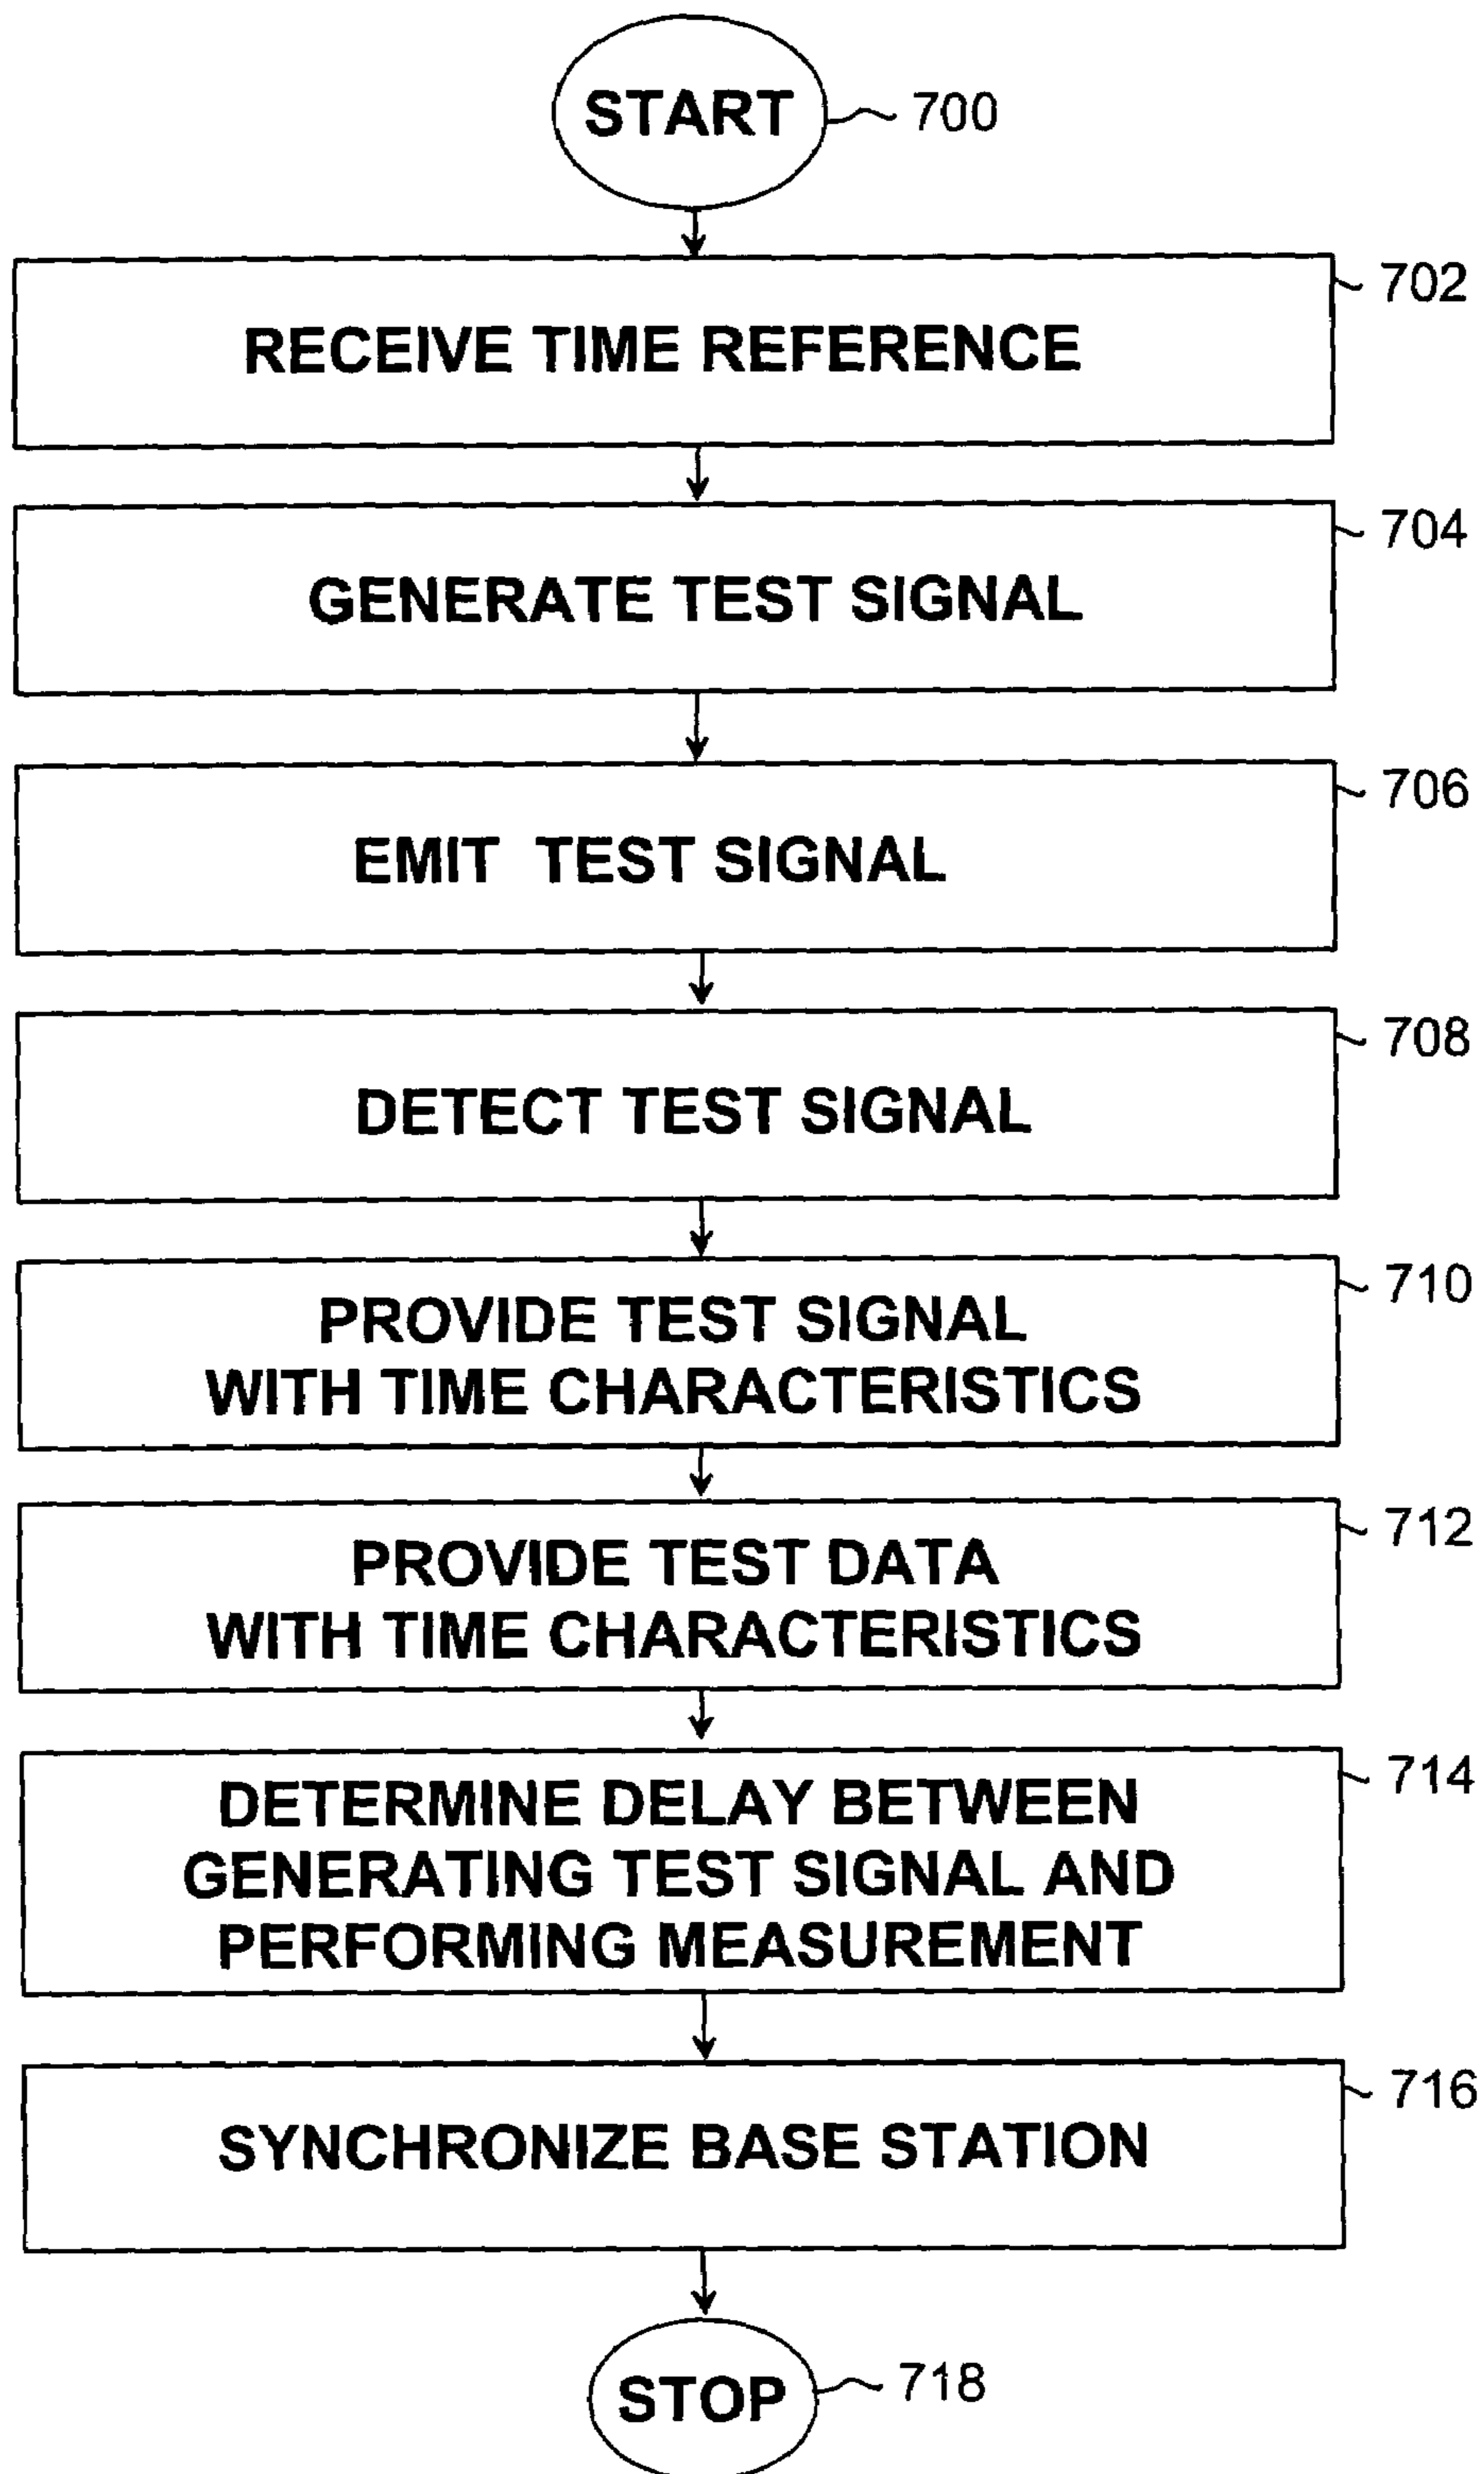 START
700
702
RECEIVE TIME REFERENCE
704
GENERATE TEST SIGNAL
706
EMIT TEST SIGNAL
708
DETECT TEST SIGNAL
710
PROVIDE TEST SIGNAL
WITH TIME CHARACTERISTICS
712
PROVIDE TEST DATA
WITH TIME CHARACTERISTICS
714
DETERMINE DELAY BETWEEN
GENERATING TEST SIGNAL AND
PERFORMING MEASUREMENT
716
SYNCHRONIZE BASE STATION
STOP
718